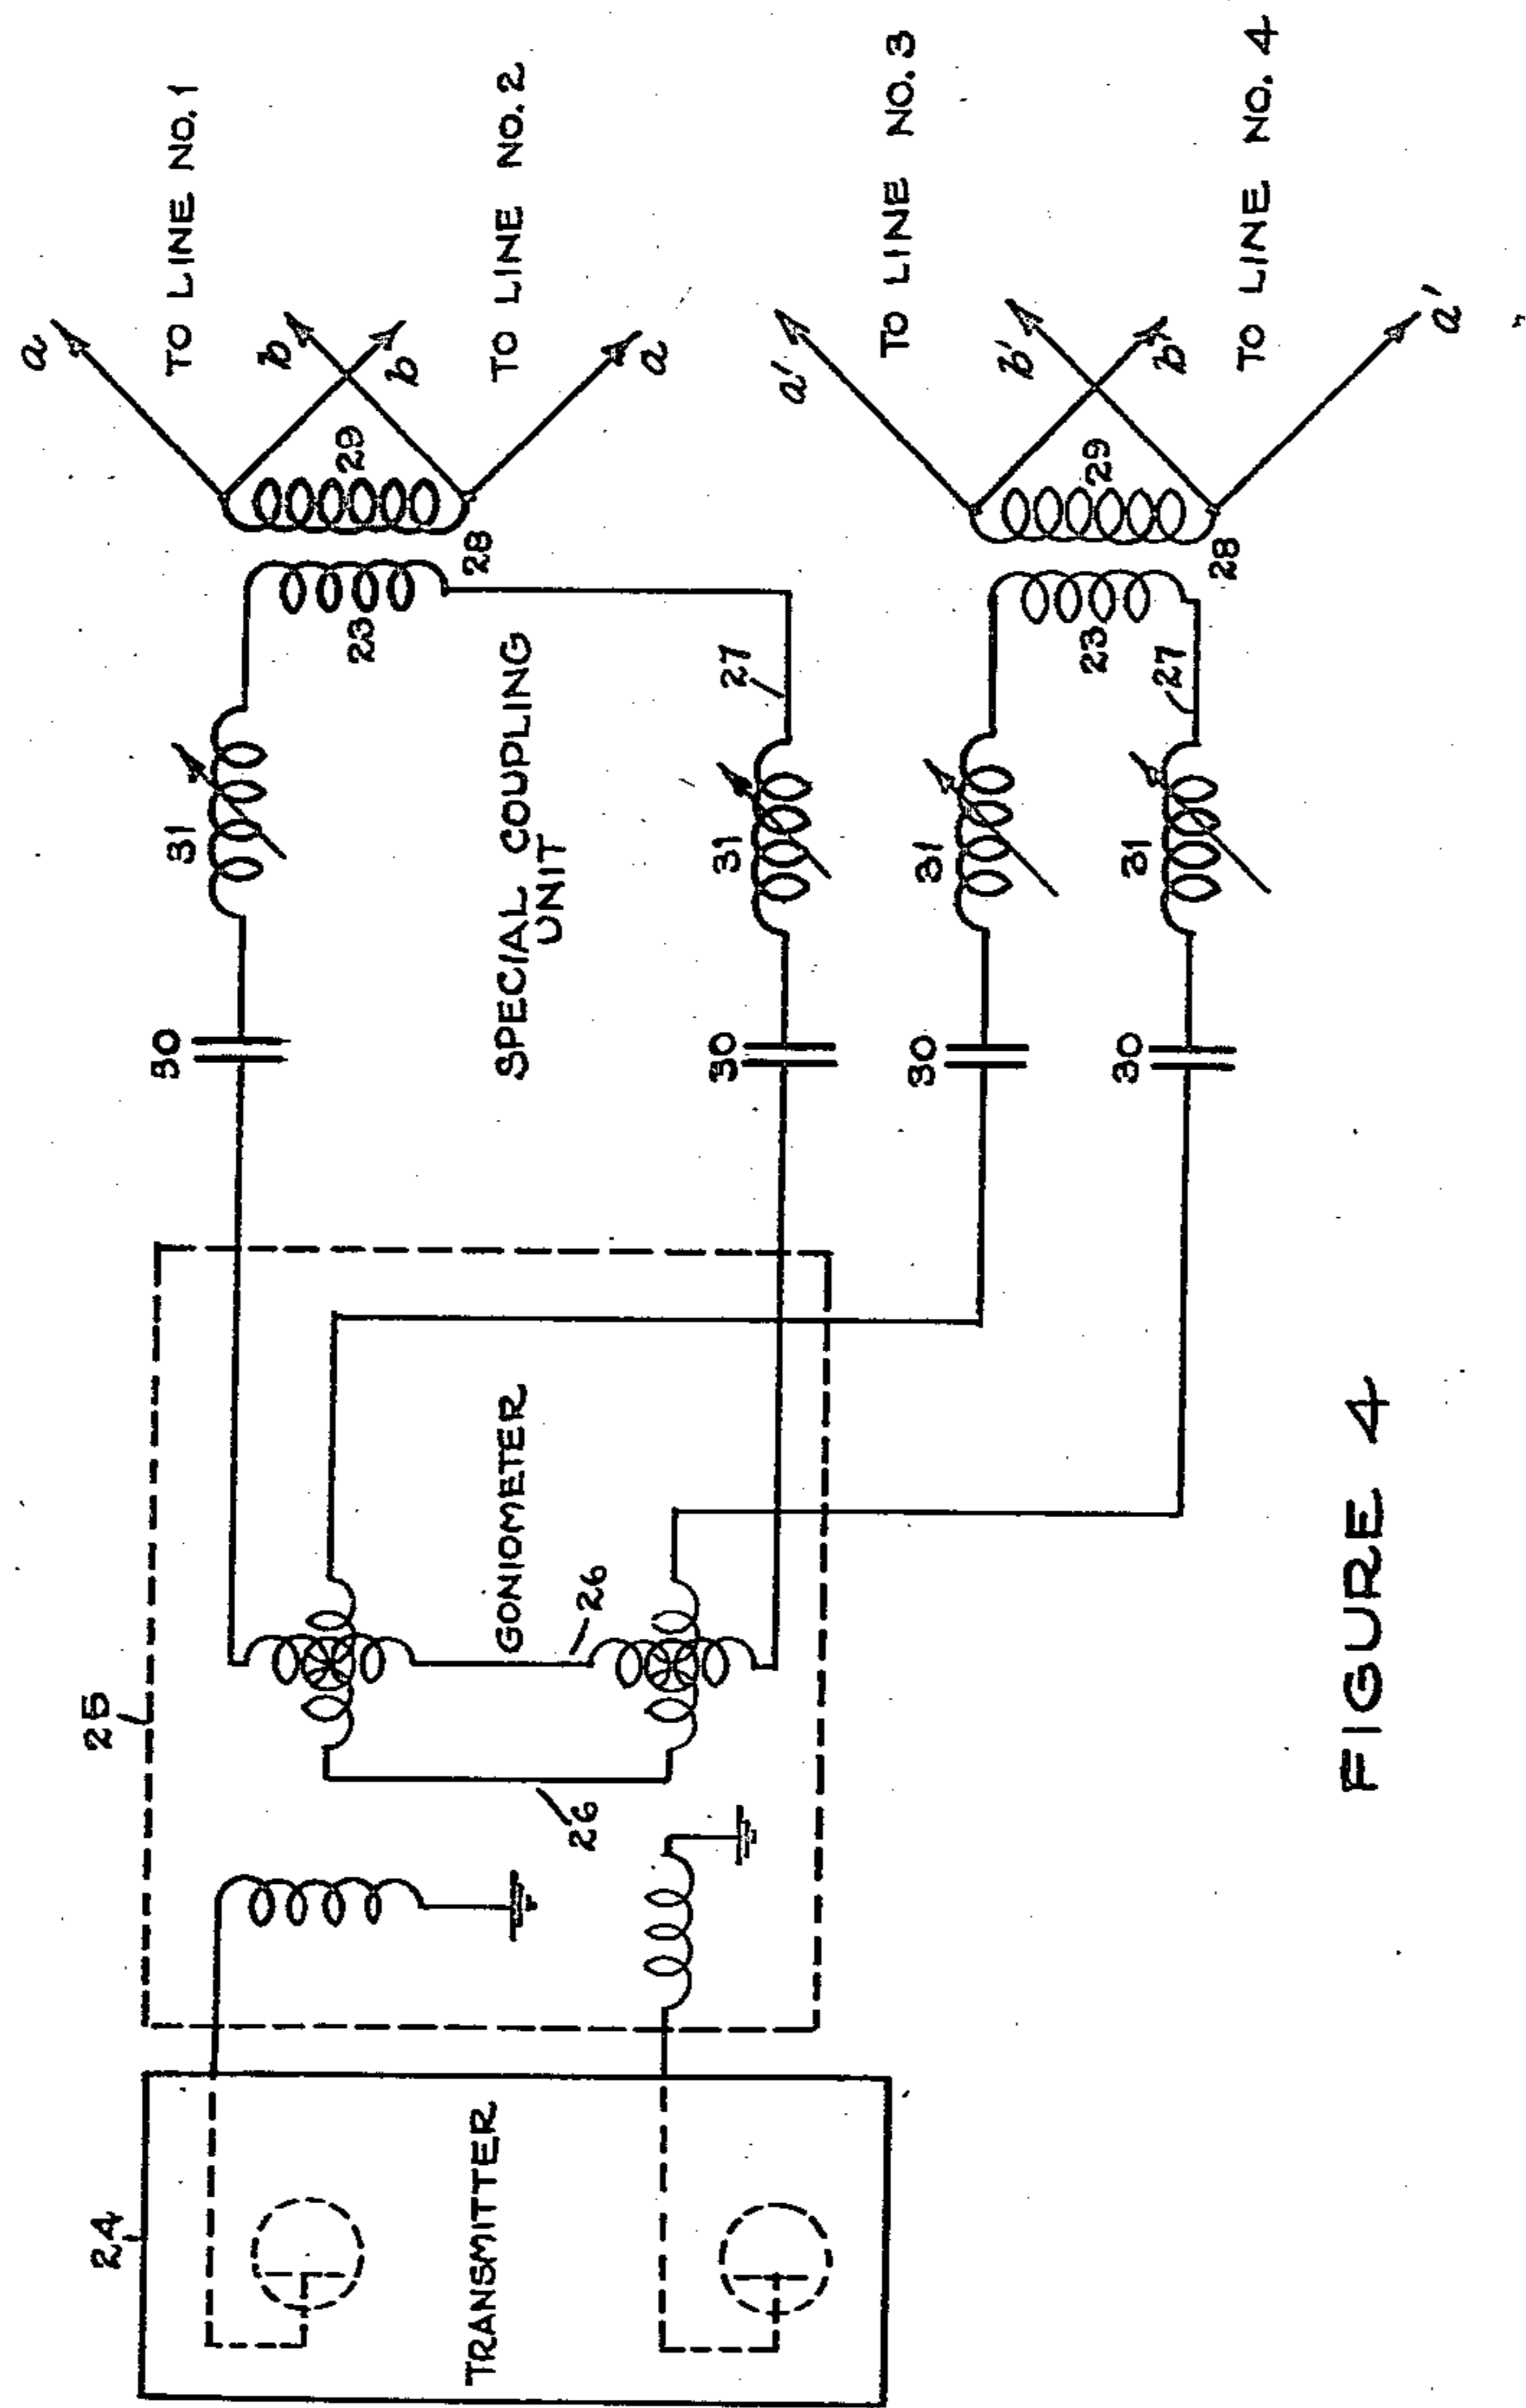 24
TRANSMITTER
25
GONIOMETER
26
26
30
31
23
28
29
SPECIAL COUPLING
UNIT
30
31
27
30
31
23
28
29
30
31
27
a
TO LINE NO. 1
b
b
TO LINE NO. 2
a
a'
TO LINE NO. 3
b'
b'
TO LINE NO. 4
a'
FIGURE 4